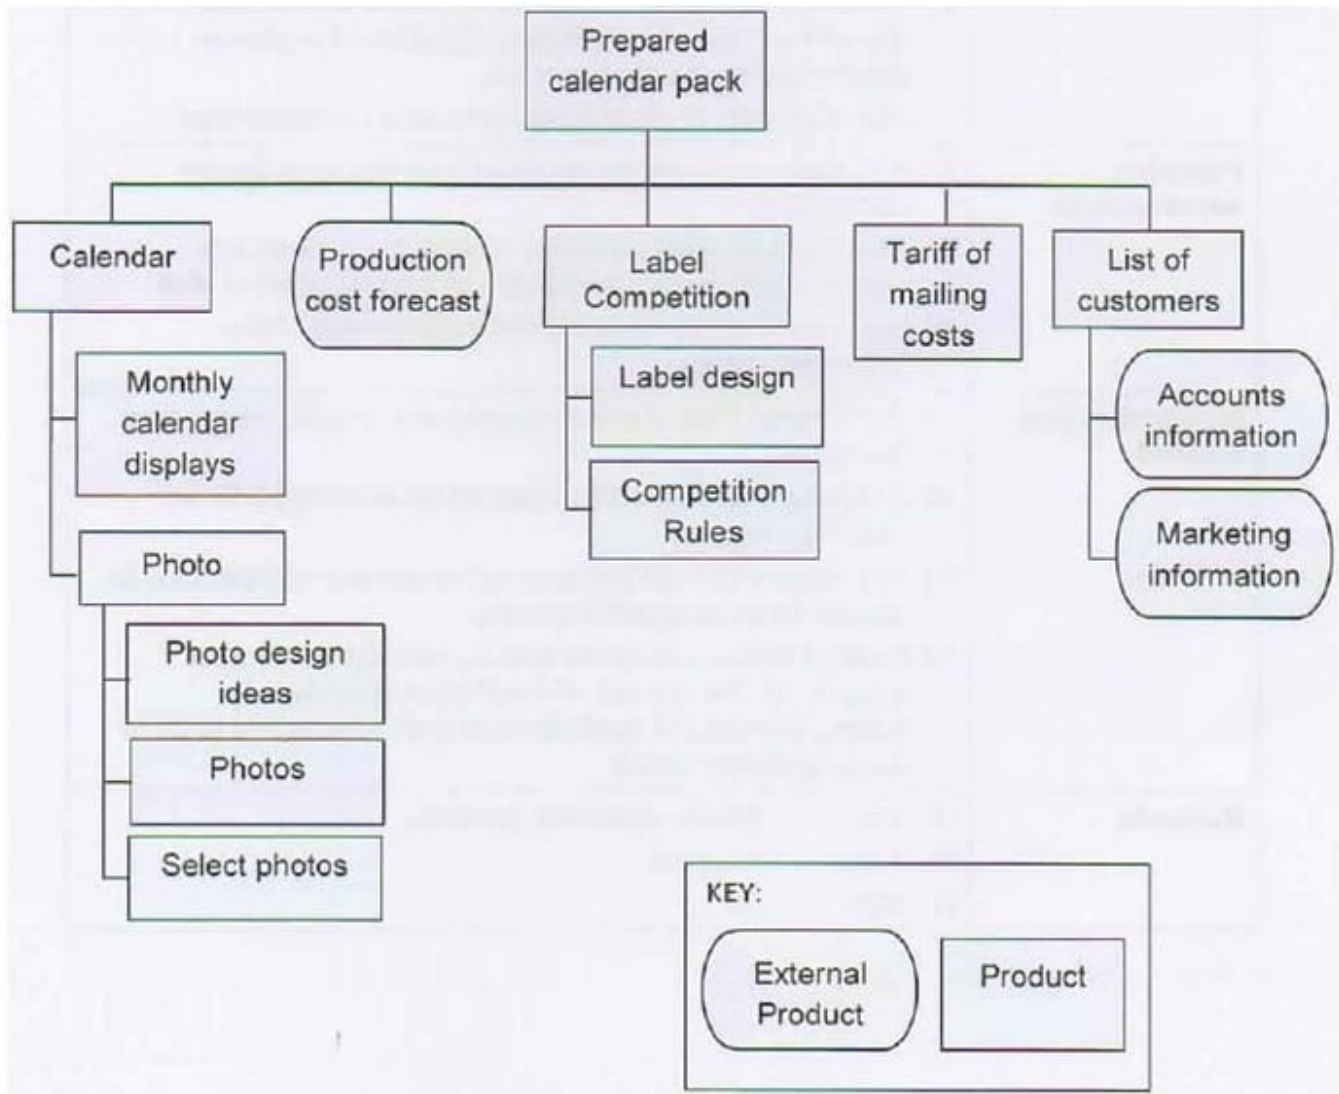 Prepared
calendar pack
Calendar
Production
cost forecast
Label
Competition
Tariff of
mailing
costs
List of
customers
Monthly
calendar
displays
Label design
Accounts
information
Competition
Rules
Marketing
information
Photo
Photo design
ideas
Photos
Select photos
KEY:
External
Product
Product